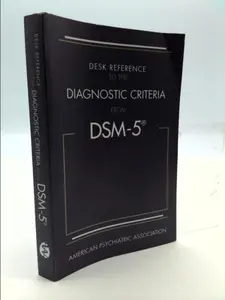 DESK REFERENCE
TO THE
DIAGNOSTIC CRITERIA
FROM
DSM-5®
AMERICAN PSYCHIATRIC ASSOCIATION
DESK REFERENCE
TO THE
DIAGNOSTIC CRITERIA
FROM
DSM-5®